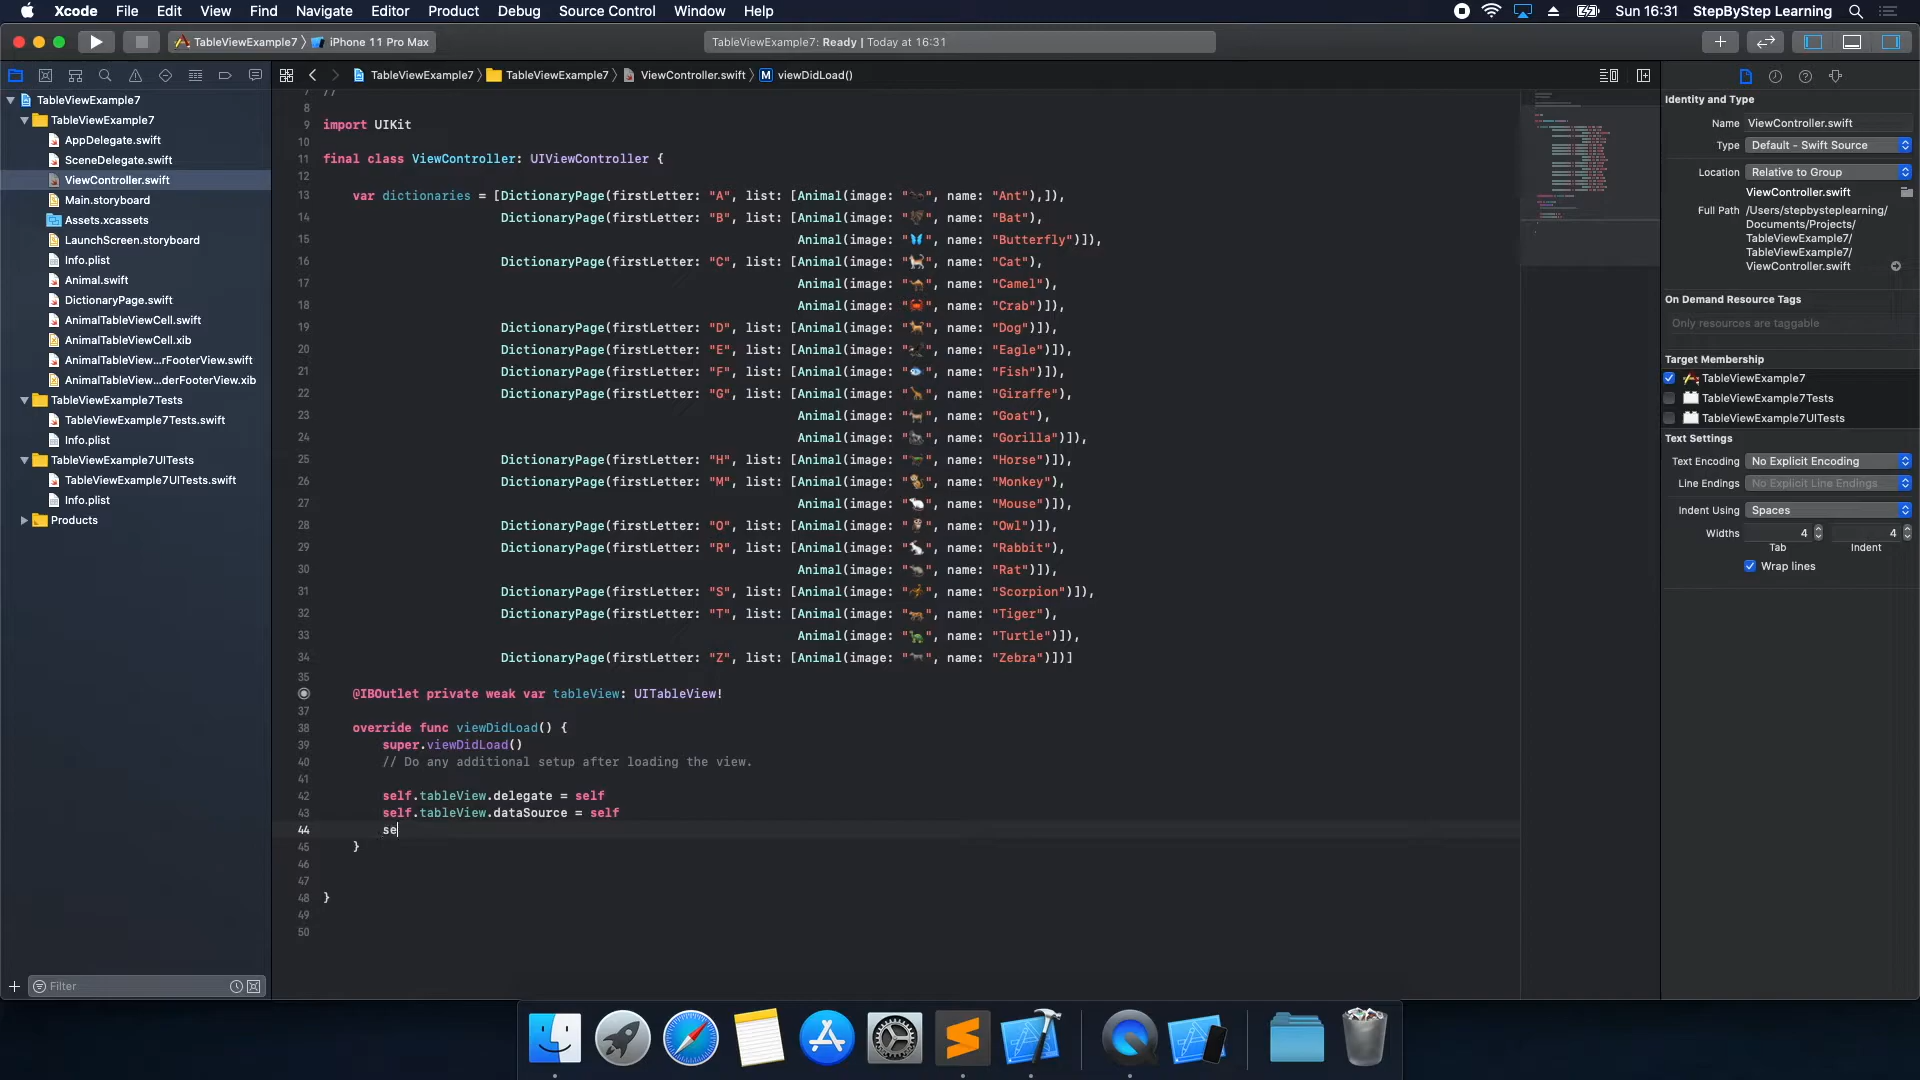 Xcode File Edit View Find Navigate Editor Product Debug Source Control Window Help
Sun 16:31 StepByStep Learning
TableViewExample7 iPhone 11 Pro Max
TableViewExample7: Ready | Today at 16:31
TableViewExample7 TableViewExample7 ViewController.swift M viewDidLoad()
TableViewExample7
TableViewExample7
AppDelegate.swift
SceneDelegate.swift
ViewController.swift
Main.storyboard
Assets.xcassets
LaunchScreen.storyboard
Info.plist
Animal.swift
DictionaryPage.swift
AnimalTableViewCell.swift
AnimalTableViewCell.xib
AnimalTableView...rFooterView.swift
AnimalTableView...derFooterView.xib
TableViewExample7Tests
TableViewExample7Tests.swift
Info.plist
TableViewExample7UITests
TableViewExample7UITests.swift
Info.plist
Products
Filter
7 //
8
9 import UIKit
10
11 final class ViewController: UIViewController {
12
13 var dictionaries = [DictionaryPage(firstLetter: "A", list: [Animal(image: "🐜", name: "Ant"),]),
14 DictionaryPage(firstLetter: "B", list: [Animal(image: "🦇", name: "Bat"),
15 Animal(image: "🦋", name: "Butterfly")]),
16 DictionaryPage(firstLetter: "C", list: [Animal(image: "🐈", name: "Cat"),
17 Animal(image: "🐪", name: "Camel"),
18 Animal(image: "🦀", name: "Crab")]),
19 DictionaryPage(firstLetter: "D", list: [Animal(image: "🐕", name: "Dog")]),
20 DictionaryPage(firstLetter: "E", list: [Animal(image: "🦅", name: "Eagle")]),
21 DictionaryPage(firstLetter: "F", list: [Animal(image: "🐟", name: "Fish")]),
22 DictionaryPage(firstLetter: "G", list: [Animal(image: "🦒", name: "Giraffe"),
23 Animal(image: "🐐", name: "Goat"),
24 Animal(image: "🦍", name: "Gorilla")]),
25 DictionaryPage(firstLetter: "H", list: [Animal(image: "🐎", name: "Horse")]),
26 DictionaryPage(firstLetter: "M", list: [Animal(image: "🐒", name: "Monkey"),
27 Animal(image: "🐁", name: "Mouse")]),
28 DictionaryPage(firstLetter: "O", list: [Animal(image: "🦉", name: "Owl")]),
29 DictionaryPage(firstLetter: "R", list: [Animal(image: "🐇", name: "Rabbit"),
30 Animal(image: "🐀", name: "Rat")]),
31 DictionaryPage(firstLetter: "S", list: [Animal(image: "🦂", name: "Scorpion")]),
32 DictionaryPage(firstLetter: "T", list: [Animal(image: "🐅", name: "Tiger"),
33 Animal(image: "🐢", name: "Turtle")]),
34 DictionaryPage(firstLetter: "Z", list: [Animal(image: "🦓", name: "Zebra")])]
35
@IBOutlet private weak var tableView: UITableView!
37
38 override func viewDidLoad() {
39 super.viewDidLoad()
40 // Do any additional setup after loading the view.
41
42 self.tableView.delegate = self
43 self.tableView.dataSource = self
44 se
45 }
46
47
48 }
49
50
Identity and Type
Name ViewController.swift
Type Default - Swift Source
Location Relative to Group
ViewController.swift
Full Path /Users/stepbysteplearning/
Documents/Projects/
TableViewExample7/
TableViewExample7/
ViewController.swift
On Demand Resource Tags
Only resources are taggable
Target Membership
TableViewExample7
TableViewExample7Tests
TableViewExample7UITests
Text Settings
Text Encoding No Explicit Encoding
Line Endings No Explicit Line Endings
Indent Using Spaces
Widths 4 4
Tab Indent
Wrap lines